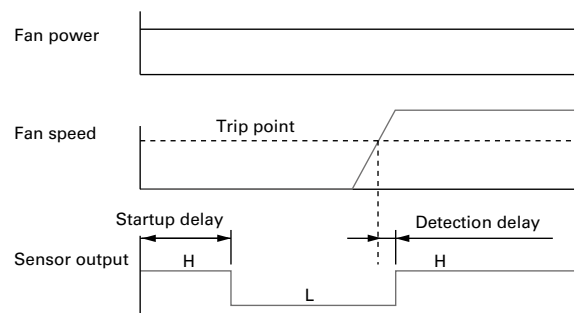 Fan power
Fan speed
Trip point
Startup delay
Detection delay
Sensor output
H
L
H